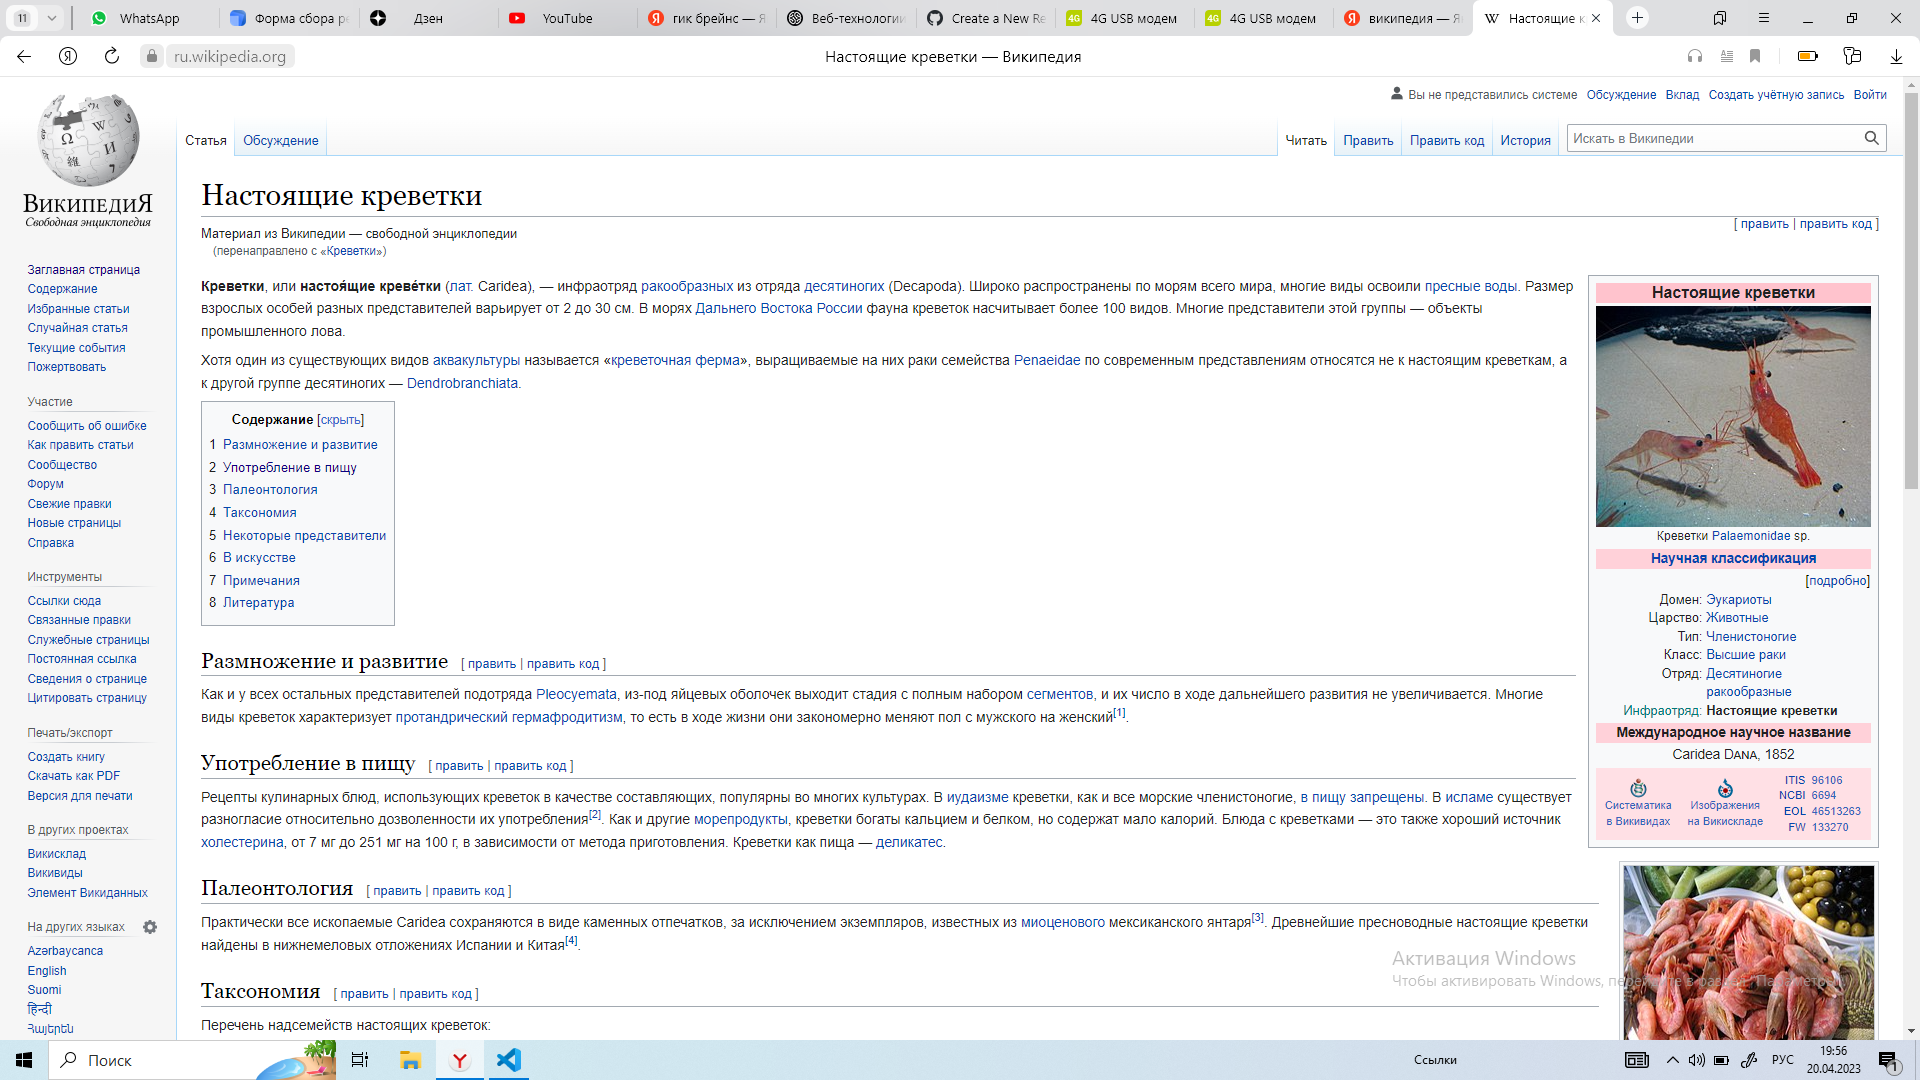 11
WhatsApp
Форма сбора ре
Дзен
YouTube
гик брейнс — Я
Веб-технологии
Create a New Re
4G USB модем
4G USB модем
википедия — Ян
Настоящие к
ru.wikipedia.org
Настоящие креветки — Википедия
Вы не представились системе Обсуждение Вклад Создать учётную запись Войти
Статья Обсуждение
Читать Править Править код История Искать в Википедии
ВикипедиЯ
Свободная энциклопедия
Заглавная страница
Содержание
Избранные статьи
Случайная статья
Текущие события
Пожертвовать
Участие
Сообщить об ошибке
Как править статьи
Сообщество
Форум
Свежие правки
Новые страницы
Справка
Инструменты
Ссылки сюда
Связанные правки
Служебные страницы
Постоянная ссылка
Сведения о странице
Цитировать страницу
Печать/экспорт
Создать книгу
Скачать как PDF
Версия для печати
В других проектах
Викисклад
Викивиды
Элемент Викиданных
На других языках
Azərbaycanca
English
Suomi
हिन्दी
Հայերեն
Настоящие креветки
[ править | править код ]
Материал из Википедии — свободной энциклопедии
(перенаправлено с «Креветки»)
Креветки, или настоя́щие креве́тки (лат. Caridea), — инфраотряд ракообразных из отряда десятиногих (Decapoda). Широко распространены по морям всего мира, многие виды освоили пресные воды. Размер
взрослых особей разных представителей варьирует от 2 до 30 см. В морях Дальнего Востока России фауна креветок насчитывает более 100 видов. Многие представители этой группы — объекты
промышленного лова.
Хотя один из существующих видов аквакультуры называется «креветочная ферма», выращиваемые на них раки семейства Penaeidae по современным представлениям относятся не к настоящим креветкам, а
к другой группе десятиногих — Dendrobranchiata.
Содержание [скрыть]
1 Размножение и развитие
2 Употребление в пищу
3 Палеонтология
4 Таксономия
5 Некоторые представители
6 В искусстве
7 Примечания
8 Литература
Размножение и развитие [ править | править код ]
Как и у всех остальных представителей подотряда Pleocyemata, из-под яйцевых оболочек выходит стадия с полным набором сегментов, и их число в ходе дальнейшего развития не увеличивается. Многие
виды креветок характеризует протандрический гермафродитизм, то есть в ходе жизни они закономерно меняют пол с мужского на женский[1].
Употребление в пищу [ править | править код ]
Рецепты кулинарных блюд, использующих креветок в качестве составляющих, популярны во многих культурах. В иудаизме креветки, как и все морские членистоногие, в пищу запрещены. В исламе существует
разногласие относительно дозволенности их употребления[2]. Как и другие морепродукты, креветки богаты кальцием и белком, но содержат мало калорий. Блюда с креветками — это также хороший источник
холестерина, от 7 мг до 251 мг на 100 г, в зависимости от метода приготовления. Креветки как пища — деликатес.
Палеонтология [ править | править код ]
Практически все ископаемые Caridea сохраняются в виде каменных отпечатков, за исключением экземпляров, известных из миоценового мексиканского янтаря[3]. Древнейшие пресноводные настоящие креветки
найдены в нижнемеловых отложениях Испании и Китая[4].
Таксономия [ править | править код ]
Перечень надсемейств настоящих креветок:
Настоящие креветки
Креветки Palaemonidae sp.
Научная классификация
[подробно]
Домен: Эукариоты
Царство: Животные
Тип: Членистоногие
Класс: Высшие раки
Отряд: Десятиногие
ракообразные
Инфраотряд: Настоящие креветки
Международное научное название
Caridea Dana, 1852
Систематика
в Викивидах
Изображения
на Викискладе
ITIS 96106
NCBI 6694
EOL 46513263
FW 133270
Активация Windows
Чтобы активировать Windows, перейдите в раздел "Параметры".
Поиск
Ссылки
РУС
19:56
20.04.2023
1